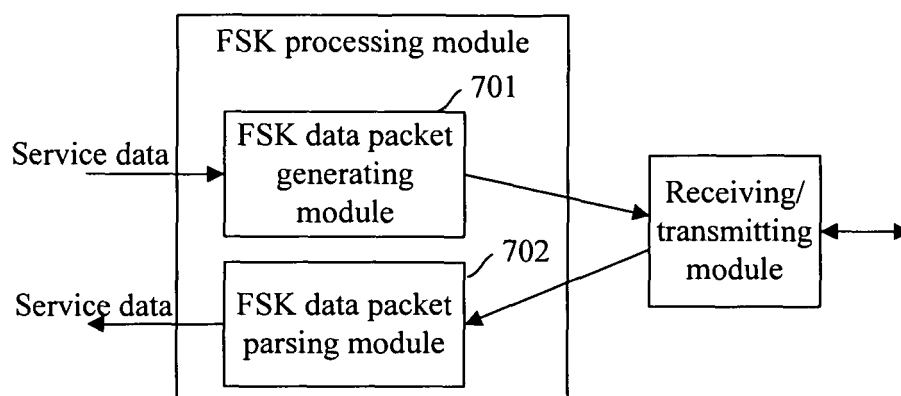 FSK processing module
701
FSK data packet
generating
module
Service data
Receiving/
transmitting
module
702
FSK data packet
parsing module
Service data